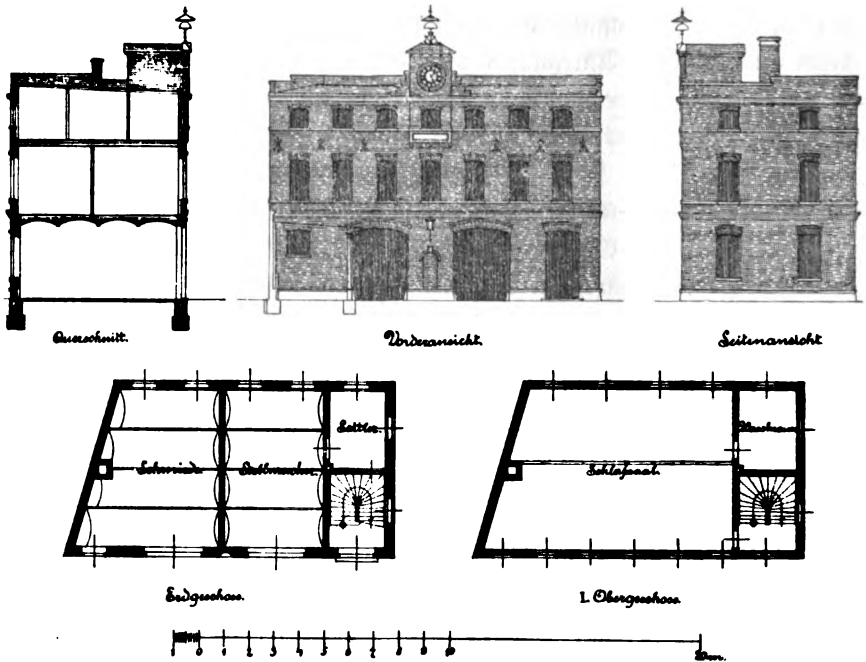 Querschnitt.
Vorderansicht.
Seitenansicht
Schmiede
Stellmacher
Sattler.
Schlafsaal.
Erdgeschoss.
I. Obergeschoss.
1 0 1 2 3 4 5 6 7 8 9 10